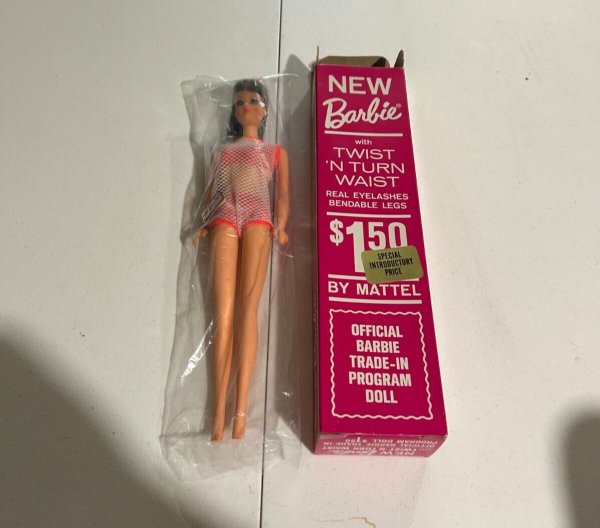 NEW
Barbie®
with
TWIST
'N TURN
WAIST
REAL EYELASHES
BENDABLE LEGS
$1.50
SPECIAL
INTRODUCTORY
PRICE
BY MATTEL
OFFICIAL
BARBIE
TRADE-IN
PROGRAM
DOLL